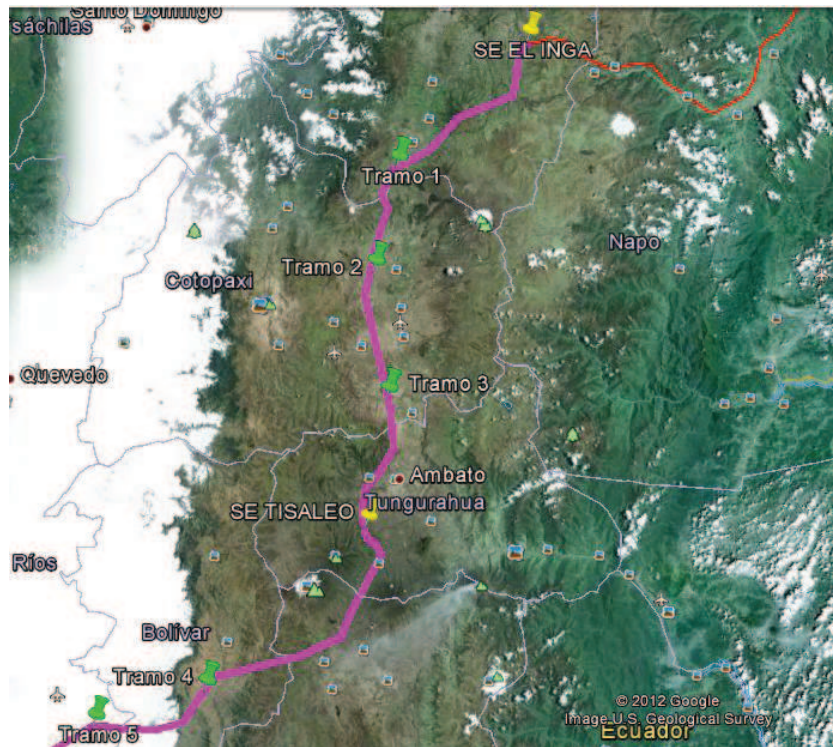 Santo Domingo
sáchilas
SE EL INGA
Tramo 1
Napo
Tramo 2
Cotopaxi
Quevedo
Tramo 3
Ambato
Tungurahua
SE TISALEO
Ríos
Bolívar
Tramo 4
© 2012 Google
Image U.S. Geological Survey
Ecuador
Tramo 5